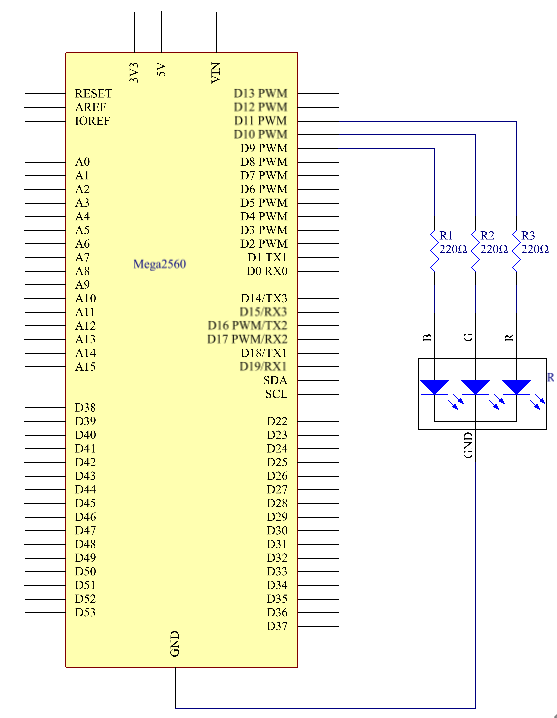 3V3
5V
VIN
RESET
AREF
IOREF
A0
A1
A2
A3
A4
A5
A6
A7
A8
A9
A10
A11
A12
A13
A14
A15
D38
D39
D40
D41
D42
D43
D44
D45
D46
D47
D48
D49
D50
D51
D52
D53
Mega2560
D13 PWM
D12 PWM
D11 PWM
D10 PWM
D9 PWM
D8 PWM
D7 PWM
D6 PWM
D5 PWM
D4 PWM
D3 PWM
D2 PWM
D1 TX1
D0 RX0
D14/TX3
D15/RX3
D16 PWM/TX2
D17 PWM/RX2
D18/TX1
D19/RX1
SDA
SCL
D22
D23
D24
D25
D26
D27
D28
D29
D30
D31
D32
D33
D34
D35
D36
D37
GND
R1
220Ω
R2
220Ω
R3
220Ω
B
G
R
R
GND